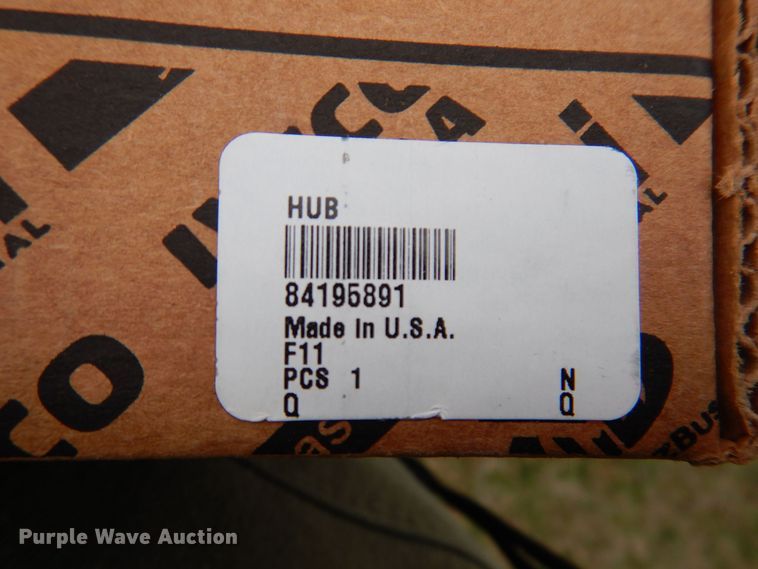 HUB
84195891
Made in U.S.A.
F11
PCS 1 N
Q Q
Purple Wave Auction